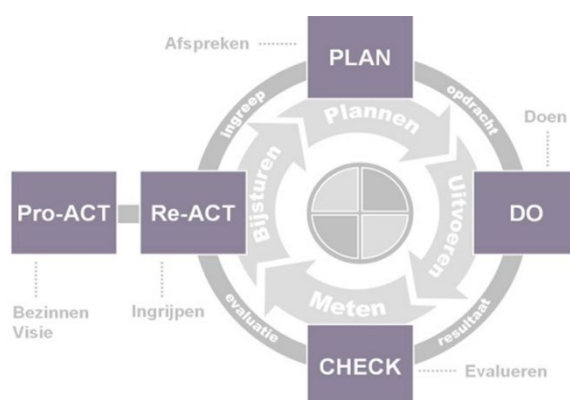 Afspreken
PLAN
ingreep
Plannen
opdracht
Doen
Pro-ACT
Re-ACT
Bijsturen
Uitvoeren
DO
Bezinnen
Visie
Ingrijpen
evaluatie
Meten
resultaat
CHECK
Evalueren